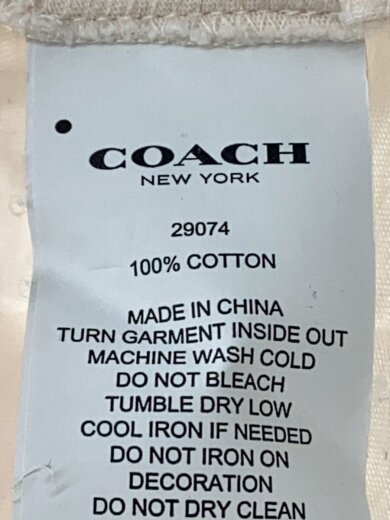 COACH
NEW YORK
29074
100% COTTON
MADE IN CHINA
TURN GARMENT INSIDE OUT
MACHINE WASH COLD
DO NOT BLEACH
TUMBLE DRY LOW
COOL IRON IF NEEDED
DO NOT IRON ON
DECORATION
DO NOT DRY CLEAN